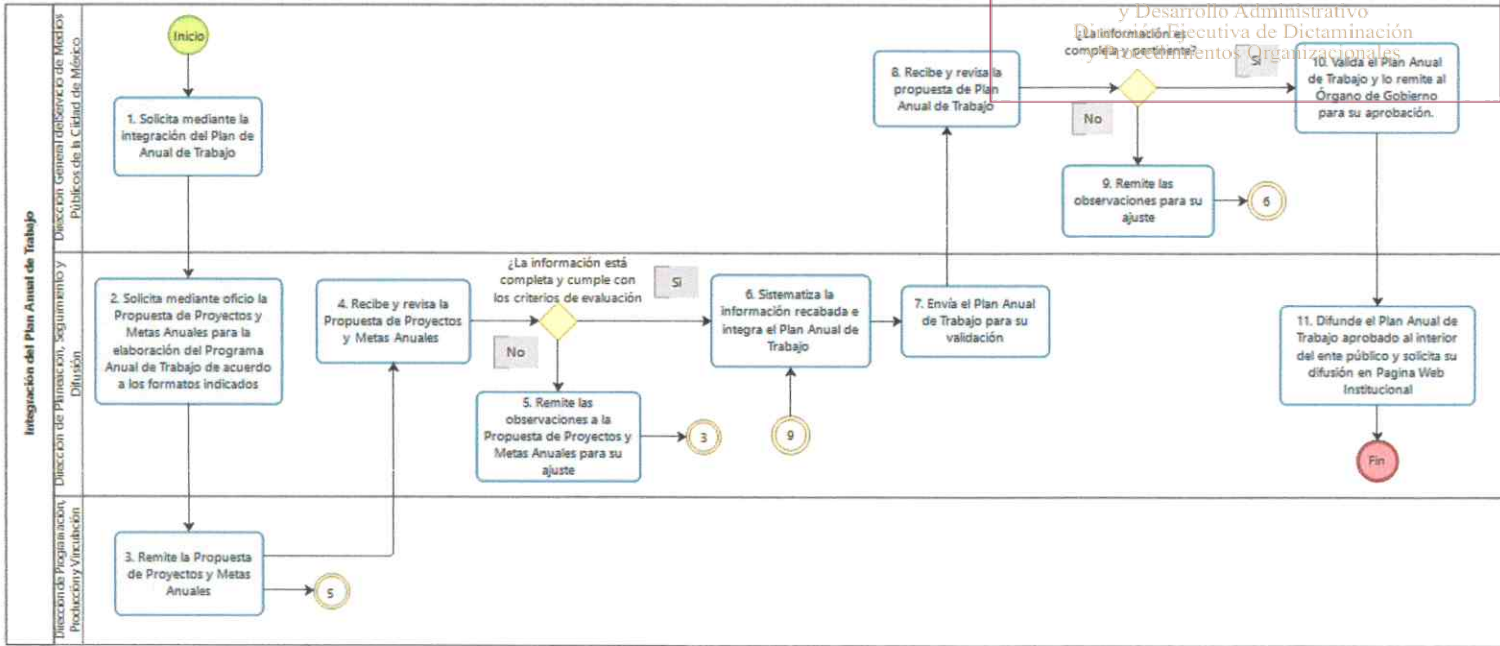 Integración del Plan Anual de Trabajo
Dirección General delServicio de Medios
Públicos de la Ciudad de México
Inicio
1. Solicita mediante la
integración del Plan de
Anual de Trabajo
8. Recibe y revisa la
propuesta de Plan
Anual de Trabajo
y Desarrollo Administrativo
Ejecutiva de Dictaminación
y Procedimientos Organizacionales
¿La información es
completa y pertinente?
Si
No
9. Remite las
observaciones para su
ajuste
6
10. Valida el Plan Anual
de Trabajo y lo remite al
Órgano de Gobierno
para su aprobación.
Dirección de Planeación, Seguimiento y
Difusión
2. Solicita mediante oficio la
Propuesta de Proyectos y
Metas Anuales para la
elaboración del Programa
Anual de Trabajo de acuerdo
a los formatos indicados
4. Recibe y revisa la
Propuesta de Proyectos
y Metas Anuales
¿La información está
completa y cumple con
los criterios de evaluación
Si
No
5. Remite las
observaciones a la
Propuesta de Proyectos y
Metas Anuales para su
ajuste
3
6. Sistematiza la
información recabada e
integra el Plan Anual de
Trabajo
9
7. Envía el Plan Anual
de Trabajo para su
validación
11. Difunde el Plan Anual de
Trabajo aprobado al interior
del ente público y solicita su
difusión en Pagina Web
Institucional
Fin
Dirección de Programación,
Producción y Vinculación
3. Remite la Propuesta
de Proyectos y Metas
Anuales
5